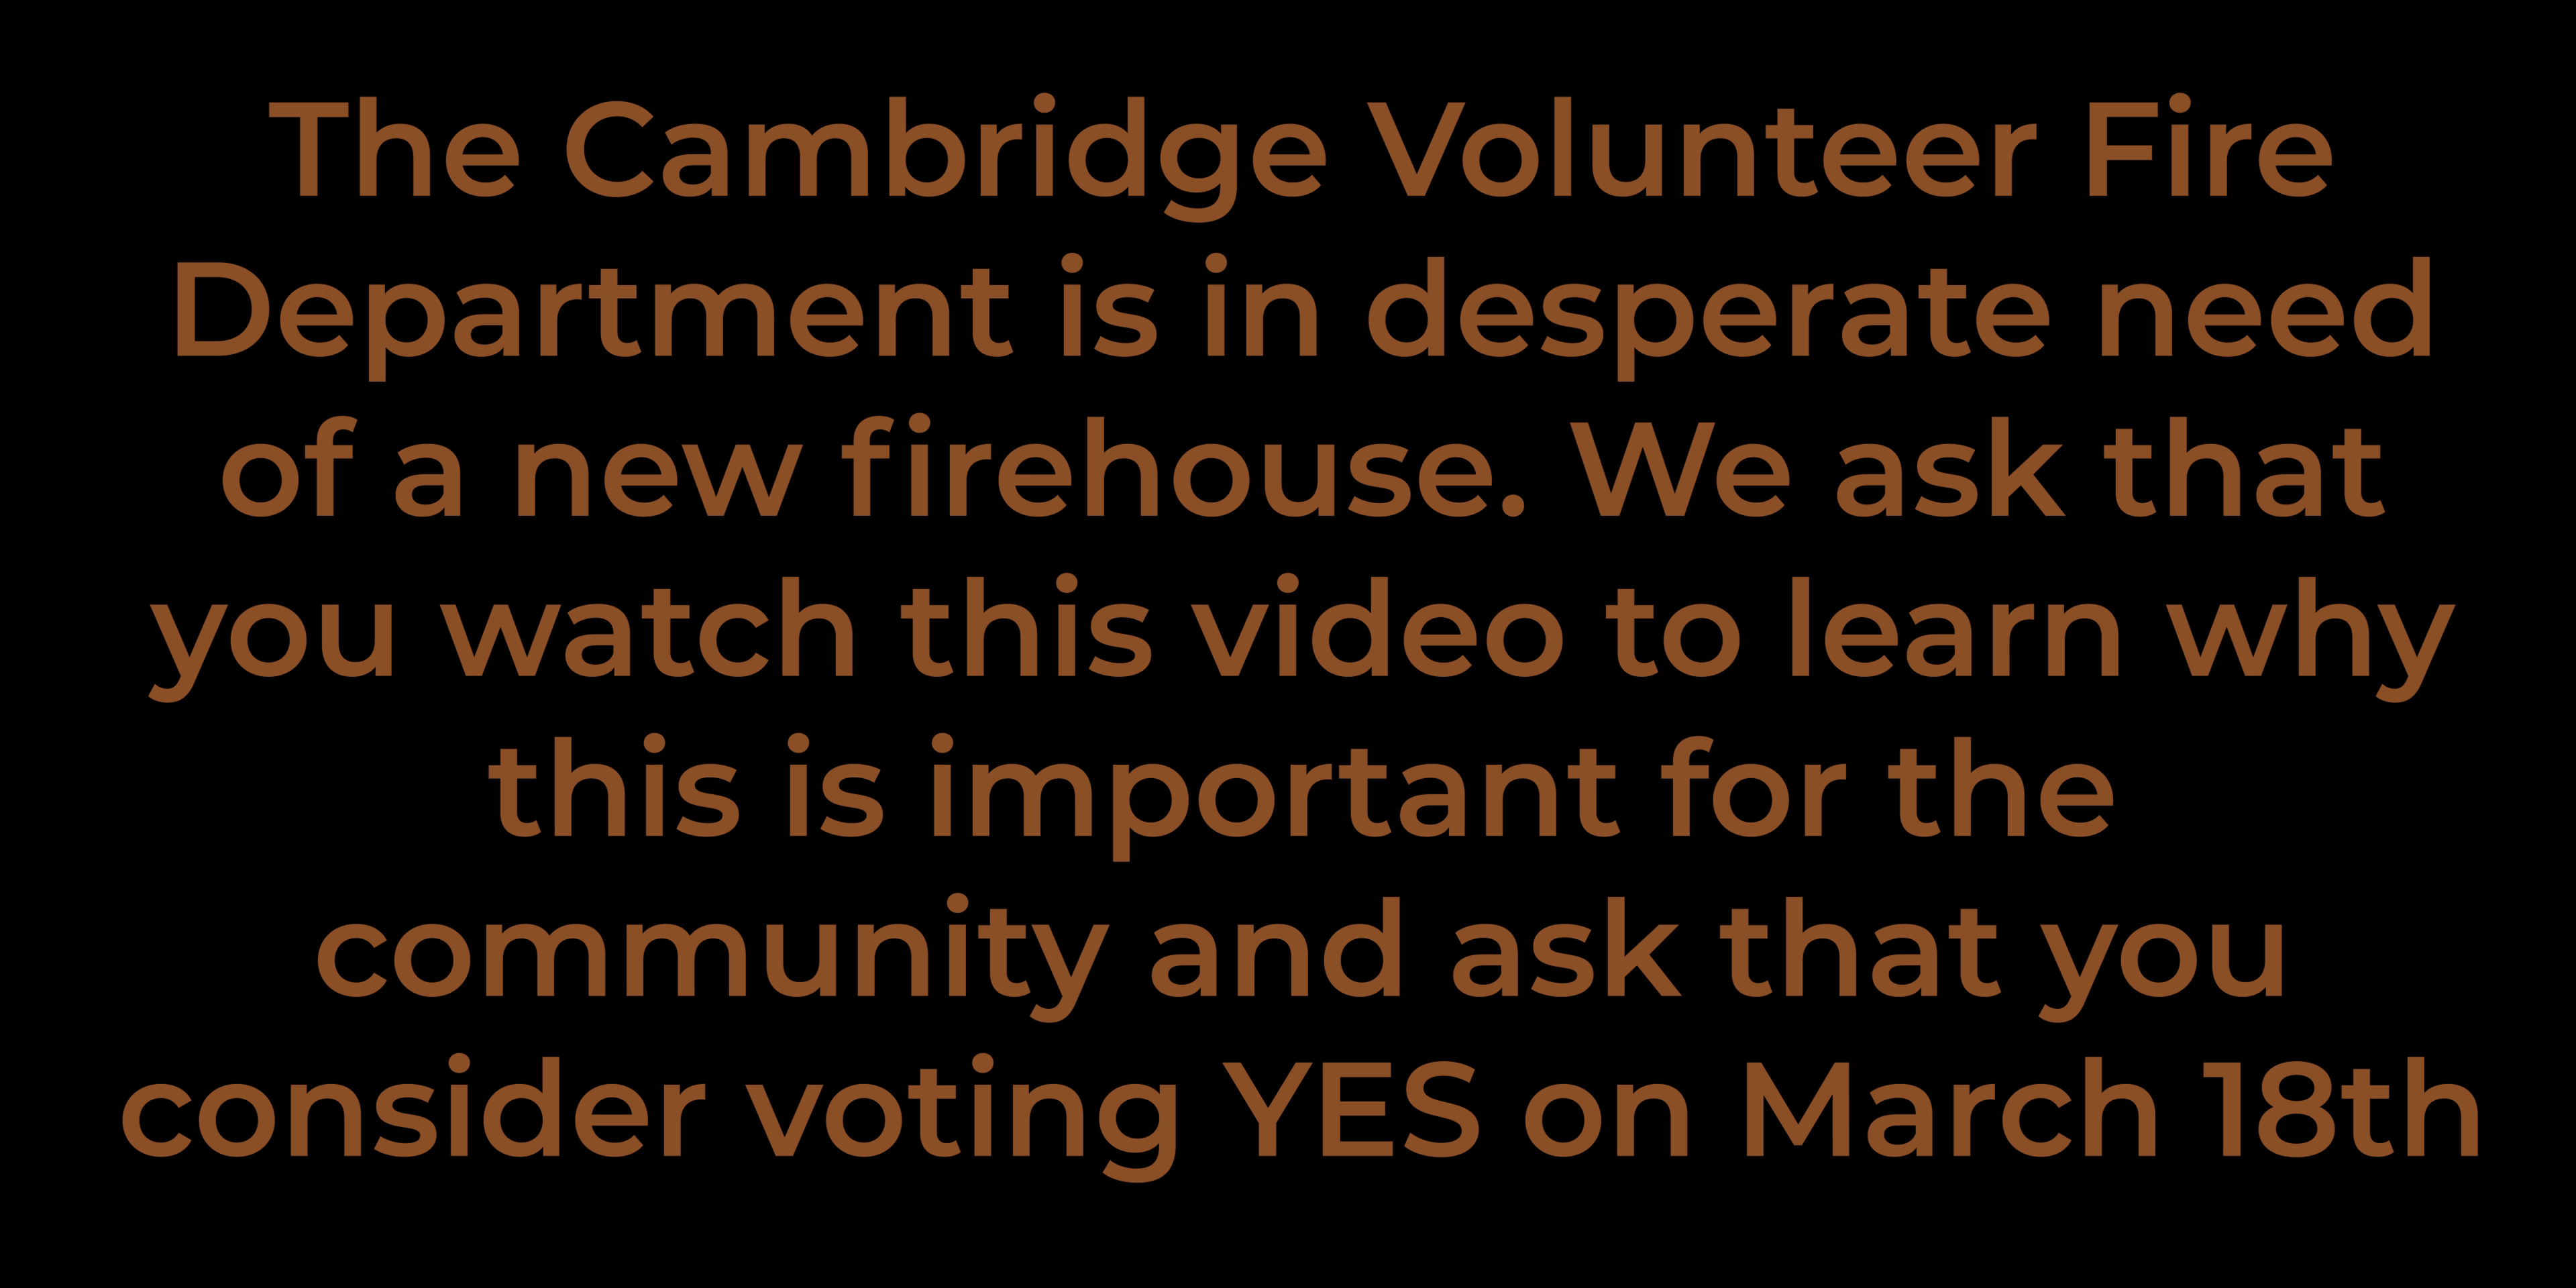 The Cambridge Volunteer Fire
Department is in desperate need
of a new firehouse. We ask that
you watch this video to learn why
this is important for the
community and ask that you
consider voting YES on March 18th